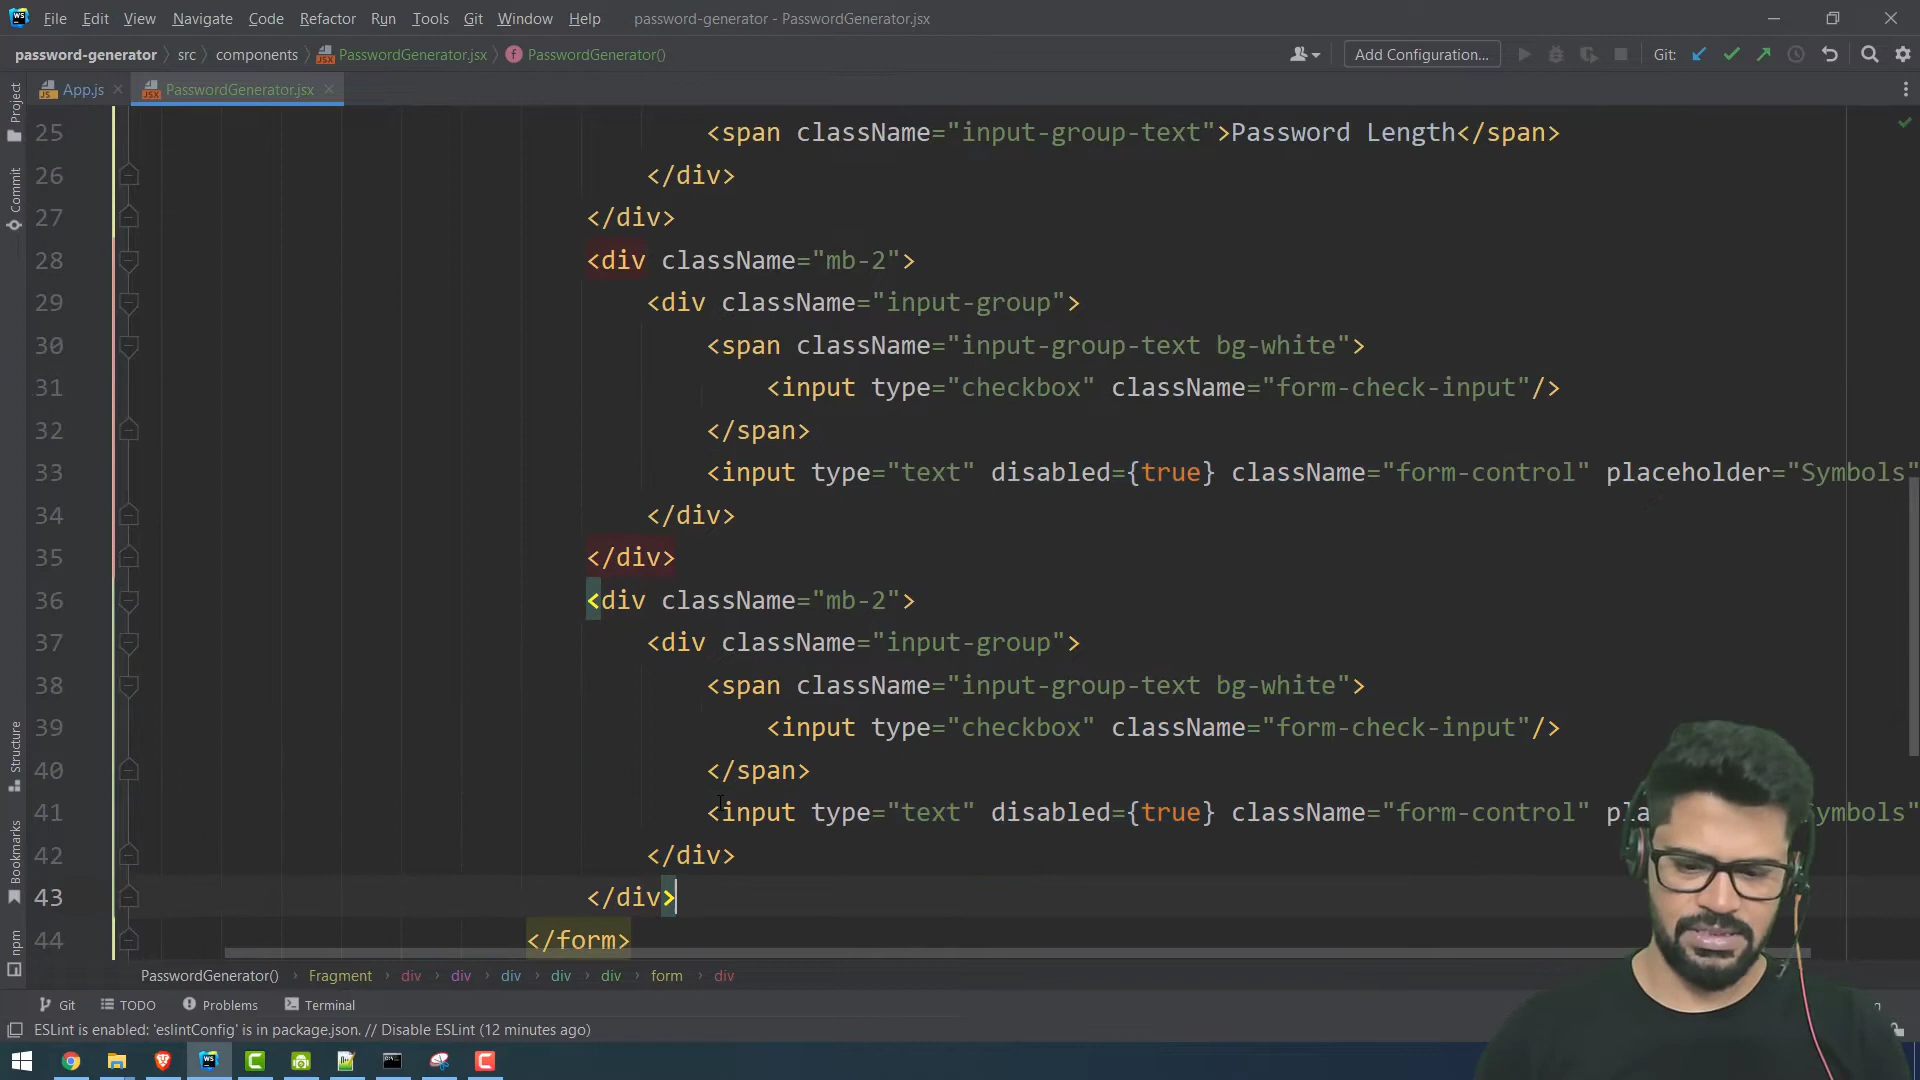 File Edit View Navigate Code Refactor Run Tools Git Window Help password-generator - PasswordGenerator.jsx
password-generator src components PasswordGenerator.jsx PasswordGenerator() Add Configuration... Git:
App.js PasswordGenerator.jsx
Project
Commit
Structure
Bookmarks
npm
25 <span className="input-group-text">Password Length</span>
26 </div>
27 </div>
28 <div className="mb-2">
29 <div className="input-group">
30 <span className="input-group-text bg-white">
31 <input type="checkbox" className="form-check-input"/>
32 </span>
33 <input type="text" disabled={true} className="form-control" placeholder="Symbols"
34 </div>
35 </div>
36 <div className="mb-2">
37 <div className="input-group">
38 <span className="input-group-text bg-white">
39 <input type="checkbox" className="form-check-input"/>
40 </span>
41 <input type="text" disabled={true} className="form-control" pla ymbols"
42 </div>
43 </div>
44 </form>
PasswordGenerator() Fragment div div div div div form div
Git TODO Problems Terminal
ESLint is enabled: 'eslintConfig' is in package.json. // Disable ESLint (12 minutes ago)